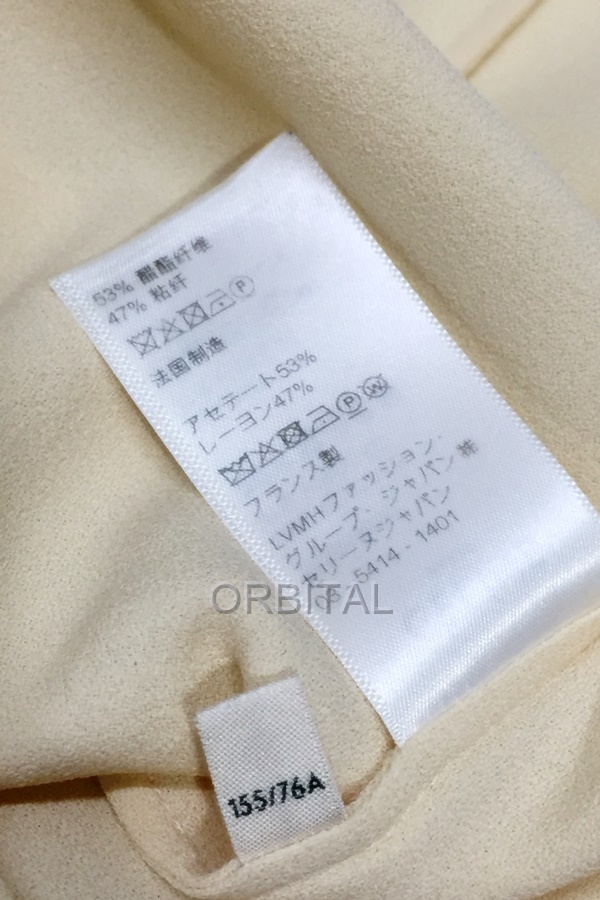 53% 醋酯纤维
47% 粘纤
法国制造
アセテート53%
レーヨン47%
フランス製
LVMHファッション・
グループ・ジャパン㈱
セリーヌジャパン
03 - 5414 - 1401
ORBITAL
155/76A